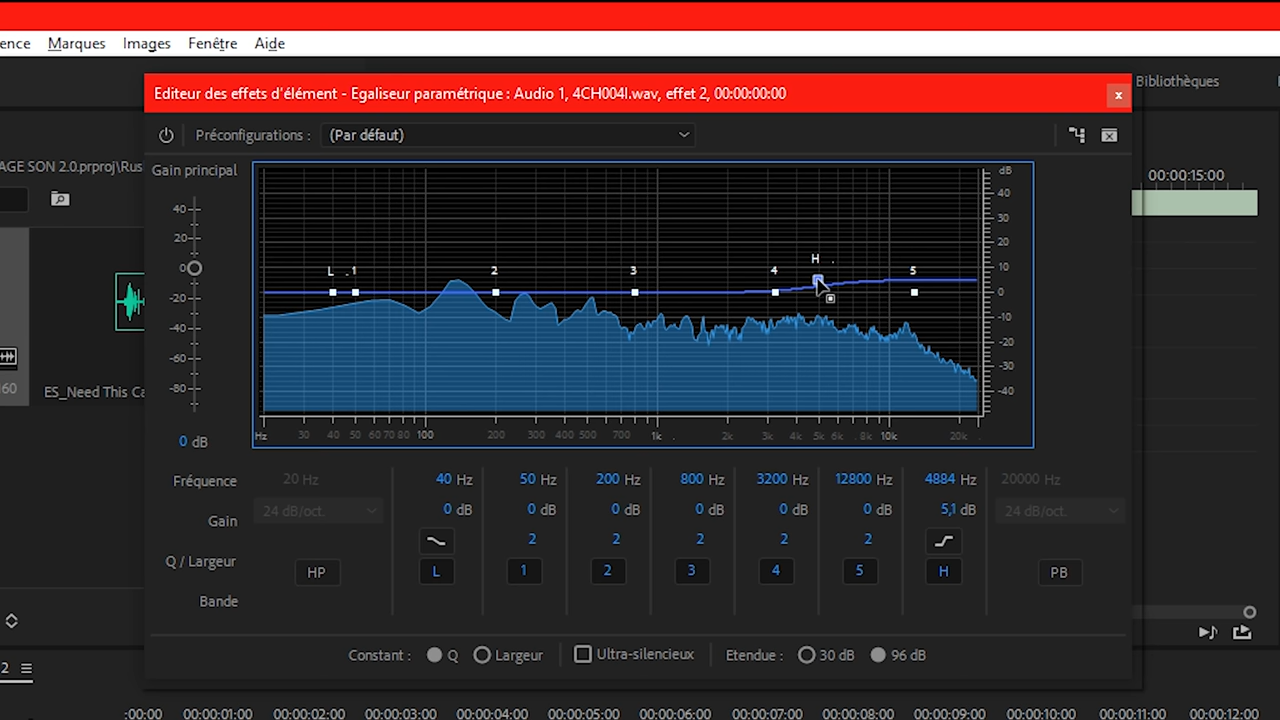 ence Marques Images Fenêtre Aide
Bibliothèques
Editeur des effets d'élément - Egaliseur paramétrique : Audio 1, 4CH004I.wav, effet 2, 00:00:00:00
x
Préconfigurations : (Par défaut)
AGE SON 2.0.prproj\Rus
Gain principal
dB
00:00:15:00
40
20
0
-20
-40
-60
-80
0 dB
L 1 2 3 4 H 5
40
30
20
10
0
-10
-20
-30
-40
Hz 30 40 50 60 70 80 100 200 300 400 500 700 1k 2k 3k 4k 5k 6k 8k 10k 20k
60
ES_Need This Ca
Fréquence 20 Hz 40 Hz 50 Hz 200 Hz 800 Hz 3200 Hz 12800 Hz 4884 Hz 20000 Hz
Gain 24 dB/oct. 0 dB 0 dB 0 dB 0 dB 0 dB 0 dB 5,1 dB 24 dB/oct.
Q / Largeur 2 2 2 2 2
Bande HP L 1 2 3 4 5 H PB
Constant : Q Largeur Ultra-silencieux Etendue : 30 dB 96 dB
2
:00:00 00:00:01:00 00:00:02:00 00:00:03:00 00:00:04:00 00:00:05:00 00:00:06:00 00:00:07:00 00:00:08:00 00:00:09:00 00:00:10:00 00:00:11:00 00:00:12:00